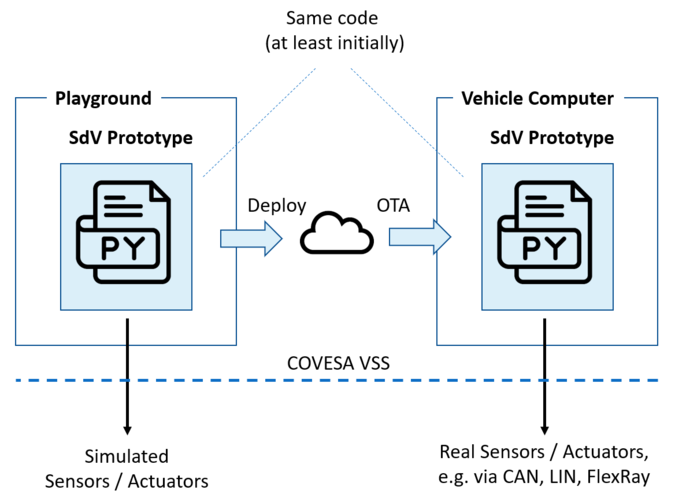 Same code
(at least initially)
Playground
Vehicle Computer
SdV Prototype
SdV Prototype
Deploy
OTA
PY
PY
COVESA VSS
Simulated
Sensors / Actuators
Real Sensors / Actuators,
e.g. via CAN, LIN, FlexRay